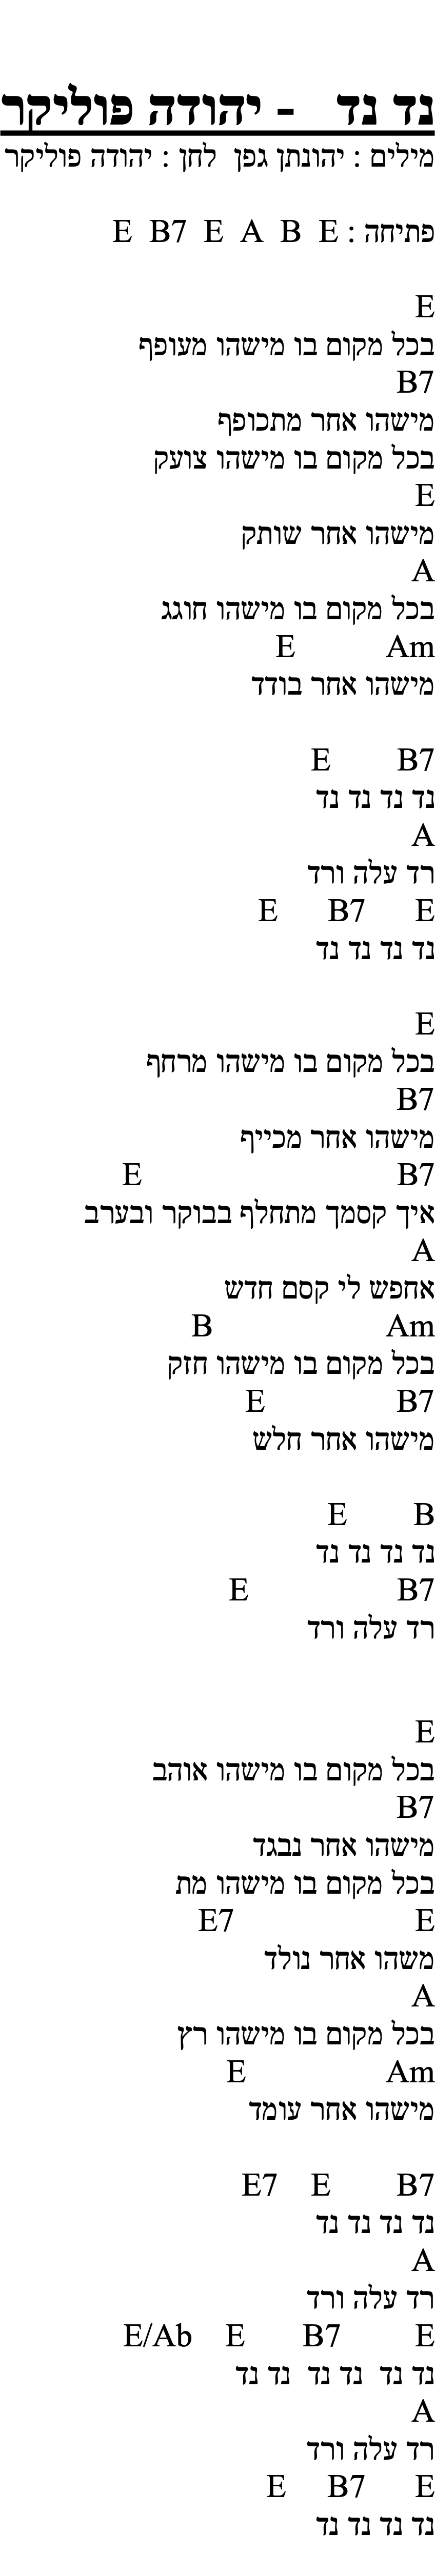 נד נד - יהודה פוליקר
מילים : יהונתן גפן לחן : יהודה פוליקר
פתיחה : E B7 E A B E
E
בכל מקום בו מישהו מעופף
B7
מישהו אחר מתכופף
בכל מקום בו מישהו צועק
E
מישהו אחר שותק
A
בכל מקום בו מישהו חוגג
E Am
מישהו אחר בודד
E B7
נד נד נד נד
A
רד עלה ורד
E B7 E
נד נד נד נד
E
בכל מקום בו מישהו מרחף
B7
מישהו אחר מכייף
E B7
איך קסמך מתחלף בבוקר ובערב
A
אחפש לי קסם חדש
B Am
בכל מקום בו מישהו חזק
E B7
מישהו אחר חלש
E B
נד נד נד נד
E B7
רד עלה ורד
E
בכל מקום בו מישהו אוהב
B7
מישהו אחר נבגד
בכל מקום בו מישהו מת
E7 E
משהו אחר נולד
A
בכל מקום בו מישהו רץ
E Am
מישהו אחר עומד
E7 E B7
נד נד נד נד
A
רד עלה ורד
E/Ab E B7 E
נד נד נד נד נד נד
A
רד עלה ורד
E B7 E
נד נד נד נד